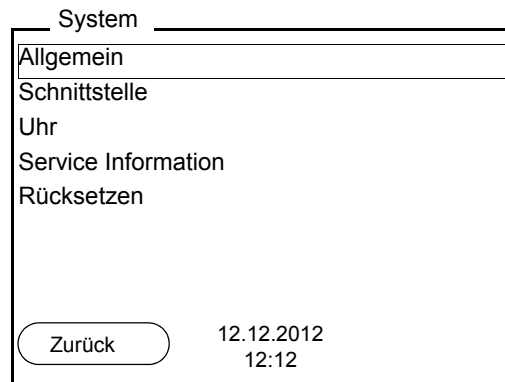 System
Allgemein
Schnittstelle
Uhr
Service Information
Rücksetzen
Zurück
12.12.2012
12:12